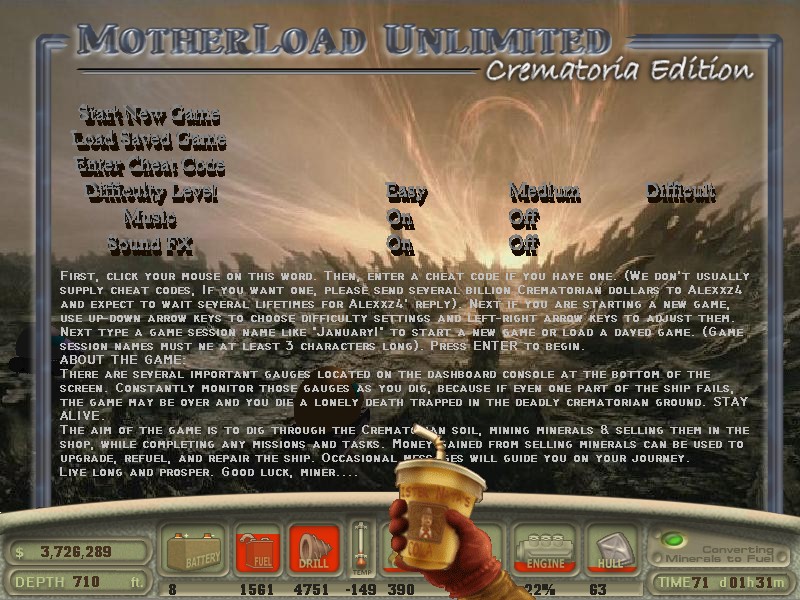 MOTHERLOAD UNLIMITED
Crematoria Edition
Start New Game
Load Saved Game
Enter Cheat Code
Difficulty Level Easy Medium Difficult
Music On Off
Sound FX On Off
FIRST, CLICK YOUR MOUSE ON THIS WORD. THEN, ENTER A CHEAT CODE IF YOU HAVE ONE. (WE DON'T USUALLY
SUPPLY CHEAT CODES, IF YOU WANT ONE, PLEASE SEND SEVERAL BILLION CREMATORIAN DOLLARS TO ALEXXZ4
AND EXPECT TO WAIT SEVERAL LIFETIMES FOR ALEXXZ4' REPLY). NEXT IF YOU ARE STARTING A NEW GAME,
USE UP-DOWN ARROW KEYS TO CHOOSE DIFFICULTY SETTINGS AND LEFT-RIGHT ARROW KEYS TO ADJUST THEM.
NEXT TYPE A GAME SESSION NAME LIKE "JANUARY1" TO START A NEW GAME OR LOAD A DAYED GAME. (GAME
SESSION NAMES MUST NE AT LEAST 3 CHARACTERS LONG). PRESS ENTER TO BEGIN.
ABOUT THE GAME:
THERE ARE SEVERAL IMPORTANT GAUGES LOCATED ON THE DASHBOARD CONSOLE AT THE BOTTOM OF THE
SCREEN. CONSTANTLY MONITOR THOSE GAUGES AS YOU DIG, BECAUSE IF EVEN ONE PART OF THE SHIP FAILS,
THE GAME MAY BE OVER AND YOU DIE A LONELY DEATH TRAPPED IN THE DEADLY CREMATORIAN GROUND. STAY
ALIVE.
THE AIM OF THE GAME IS TO DIG THROUGH THE CREMATORIAN SOIL, MINING MINERALS & SELLING THEM IN THE
SHOP, WHILE COMPLETING ANY MISSIONS AND TASKS. MONEY GAINED FROM SELLING MINERALS CAN BE USED TO
UPGRADE, REFUEL, AND REPAIR THE SHIP. OCCASIONAL MESSAGES WILL GUIDE YOU ON YOUR JOURNEY.
LIVE LONG AND PROSPER. GOOD LUCK, MINER....
$ 3,726,289
DEPTH 710 ft.
BATTERY
8
FUEL
1561
DRILL
4751
TEMP
-149
390
COLA
ENGINE
22%
HULL
63
Converting
Minerals to Fuel
TIME 71 d 01h 31m